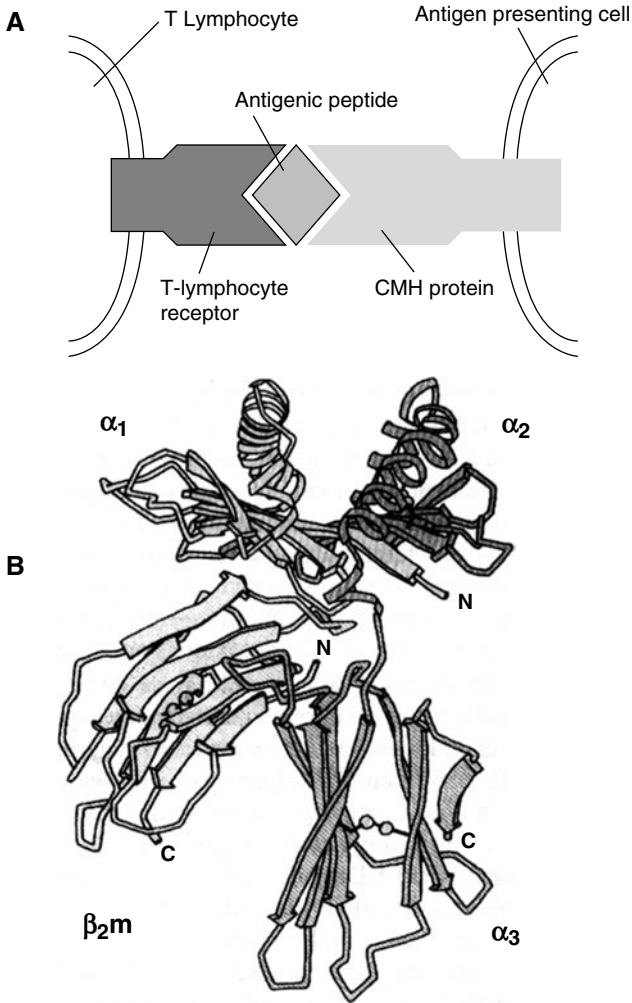 A
T Lymphocyte
Antigen presenting cell
Antigenic peptide
T-lymphocyte
receptor
CMH protein
α1
α2
B
N
N
C
C
β2m
α3